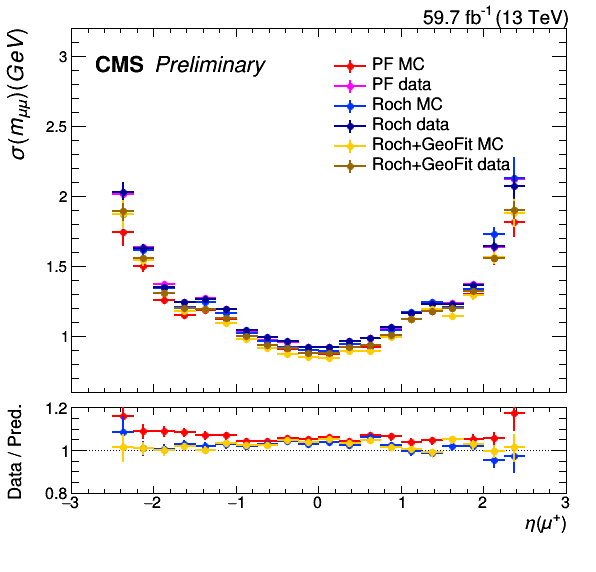 59.7 fb⁻¹ (13 TeV)
CMS Preliminary
PF MC
PF data
Roch MC
Roch data
Roch+GeoFit MC
Roch+GeoFit data
σ(m_μμ)(GeV)
3
2.5
2
1.5
1
Data / Pred.
1.2
1
0.8
−3 −2 −1 0 1 2 3
η(μ⁺)